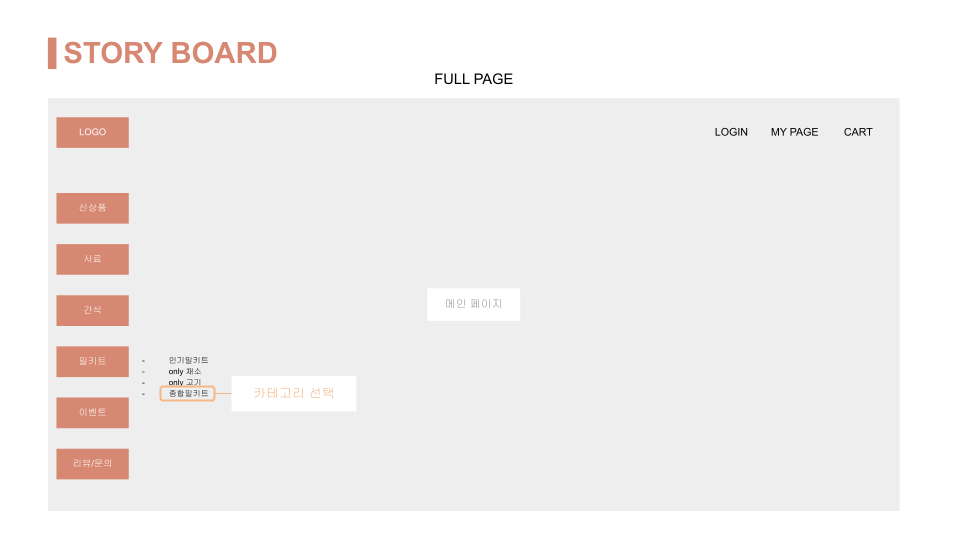 STORY BOARD
FULL PAGE
LOGO
LOGIN MY PAGE CART
신상품
사료
간식
메인 페이지
밀키트
- 인기밀키트
- only 채소
- only 고기
- 종합밀키트
카테고리 선택
이벤트
리뷰/문의